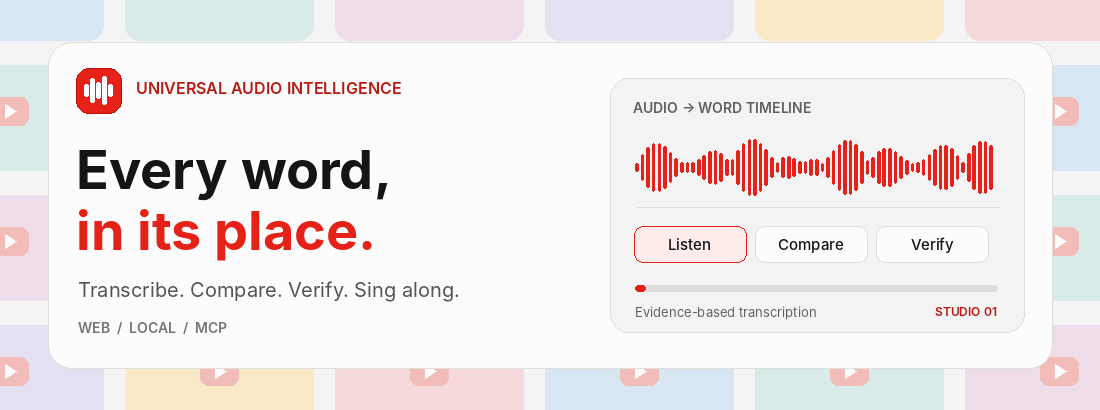 UNIVERSAL AUDIO INTELLIGENCE
Every word,
in its place.
Transcribe. Compare. Verify. Sing along.
WEB / LOCAL / MCP
AUDIO → WORD TIMELINE
Listen
Compare
Verify
Evidence-based transcription
STUDIO 01